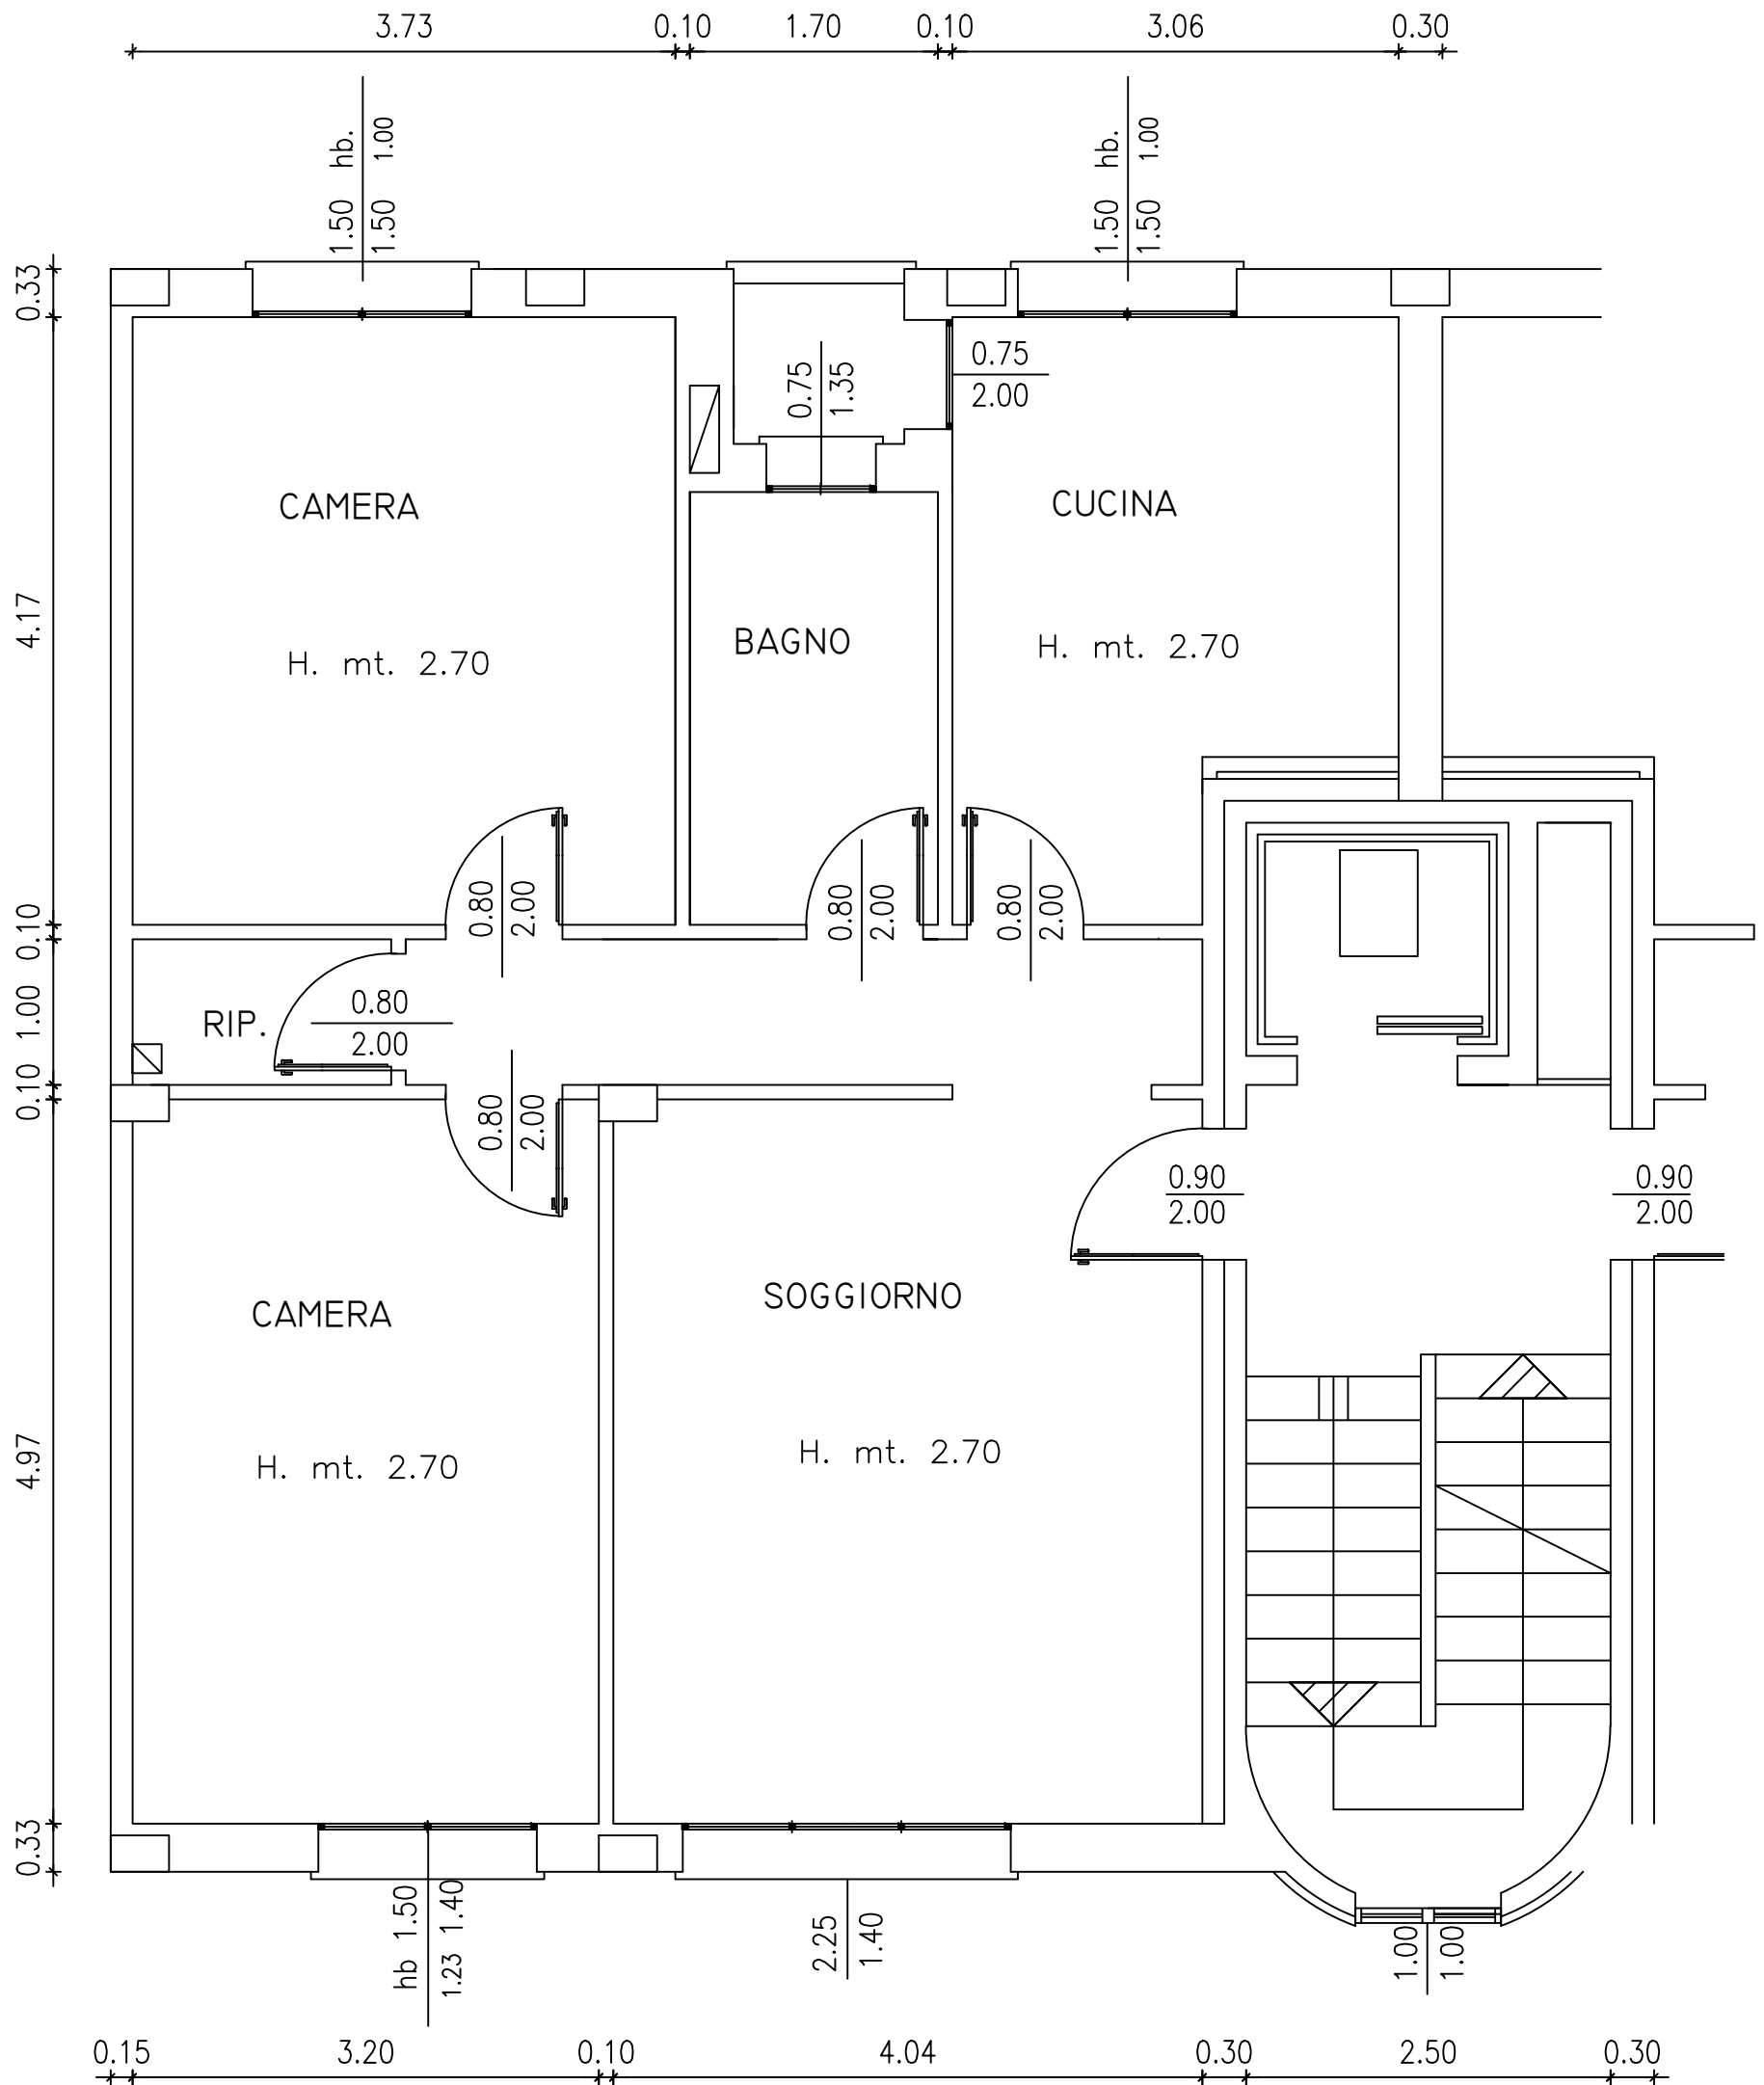 3.73 0.10 1.70 0.10 3.06 0.30
1.50 hb.
1.50 1.00
1.50 hb.
1.50 1.00
0.33
0.75
1.35
0.75
2.00
CAMERA
CUCINA
4.17
BAGNO
H. mt. 2.70
H. mt. 2.70
0.80
2.00
0.80
2.00
0.80
2.00
0.10
1.00
RIP.
0.80
2.00
0.10
0.80
2.00
0.90
2.00
0.90
2.00
CAMERA
SOGGIORNO
4.97
H. mt. 2.70
H. mt. 2.70
0.33
hb 1.50
1.23 1.40
2.25
1.40
1.00
1.00
0.15 3.20 0.10 4.04 0.30 2.50 0.30